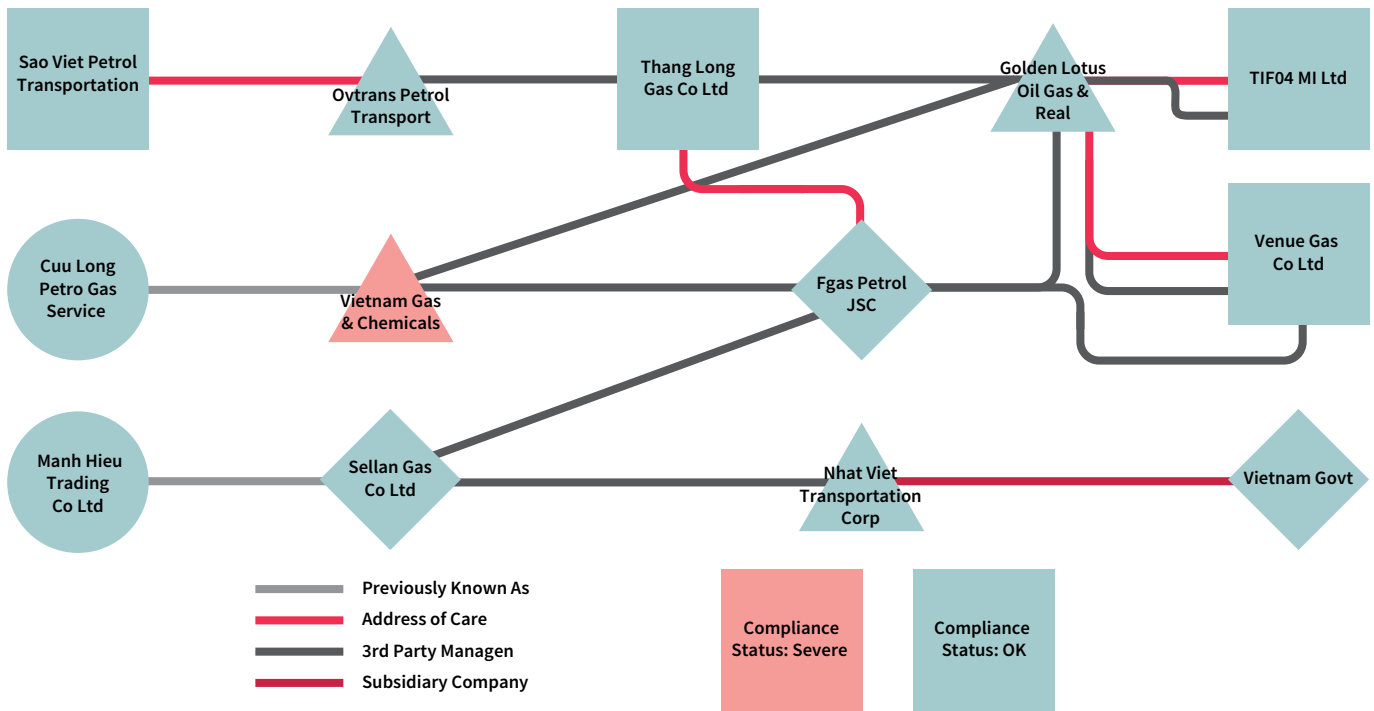 Sao Viet Petrol
Transportation
Ovtrans Petrol
Transport
Thang Long
Gas Co Ltd
Golden Lotus
Oil Gas &
Real
TIF04 MI Ltd
Cuu Long
Petro Gas
Service
Vietnam Gas
& Chemicals
Fgas Petrol
JSC
Venue Gas
Co Ltd
Manh Hieu
Trading
Co Ltd
Sellan Gas
Co Ltd
Nhat Viet
Transportation
Corp
Vietnam Govt
Previously Known As
Address of Care
3rd Party Managen
Subsidiary Company
Compliance
Status: Severe
Compliance
Status: OK